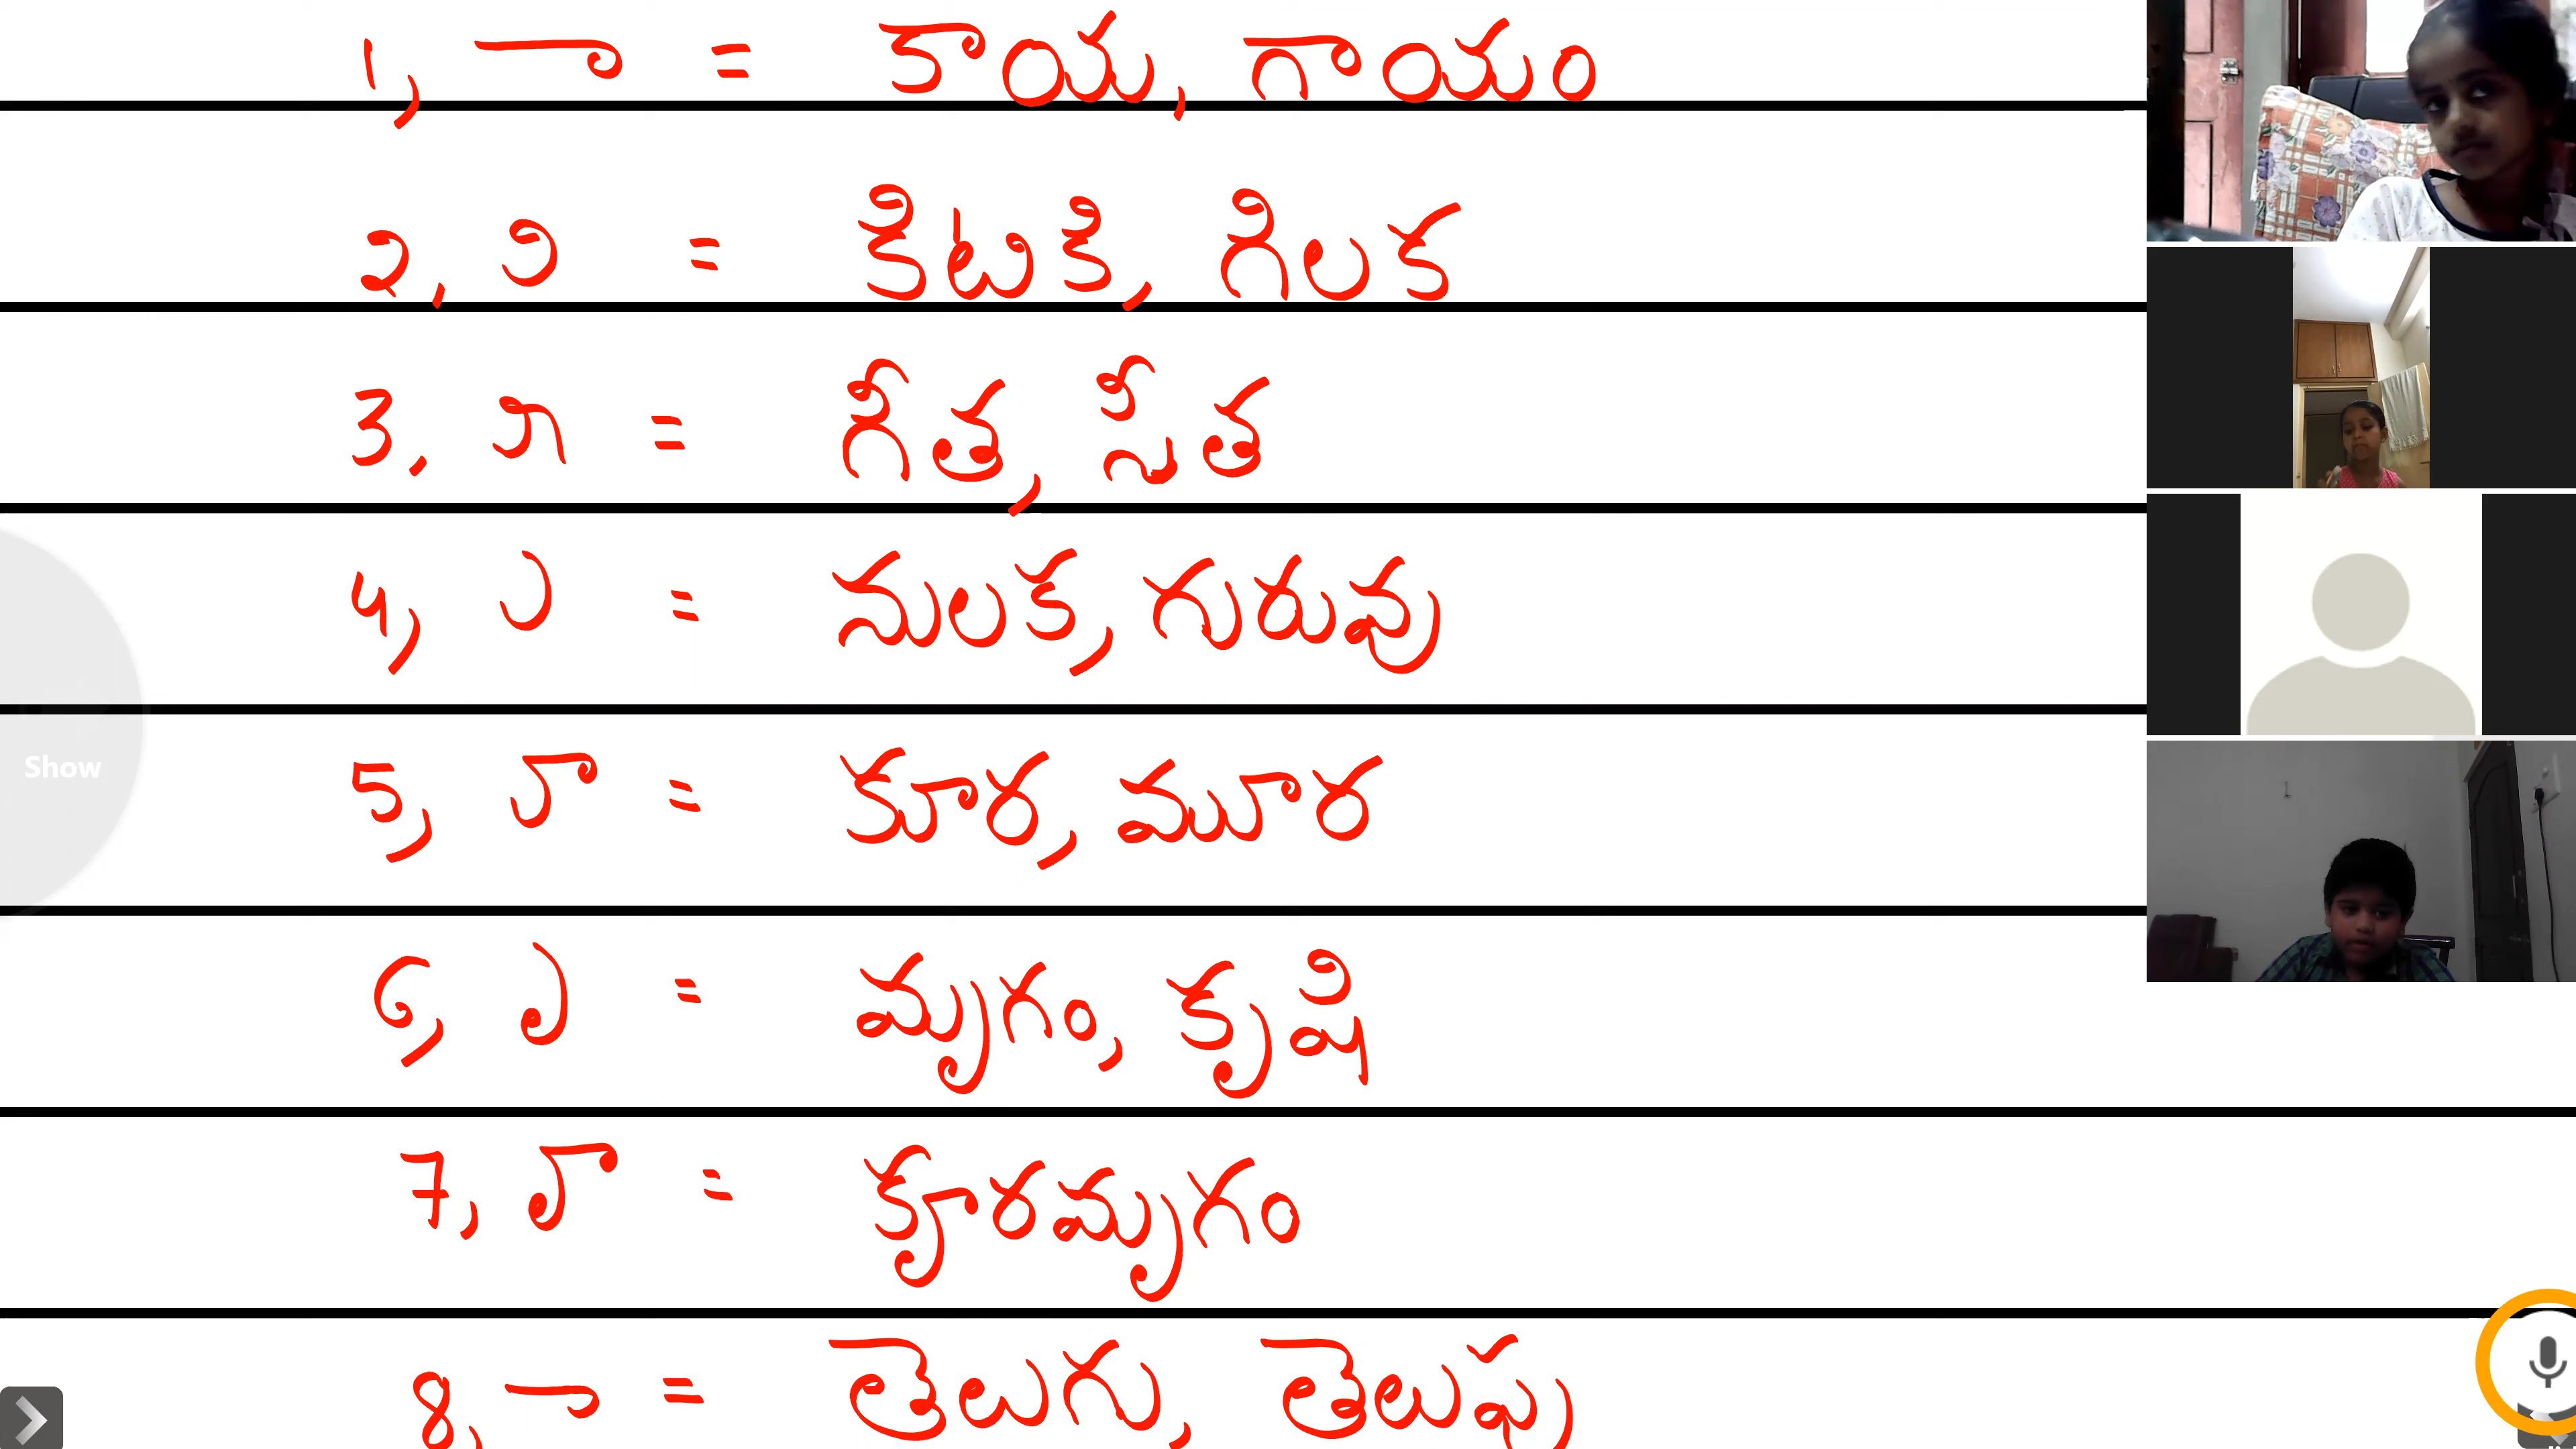 1, ా = కాయ, గాయం
2, ి = కిటికి, గిలక
3. ీ = గీత, సీత
4, ు = నులక, గురువు
5, ూ = కూర, మూర
6, ృ = మృగం, కృషి
7, ౄ = కౄరమృగం
8, ె = తెలుగు, తెలుపు
Show